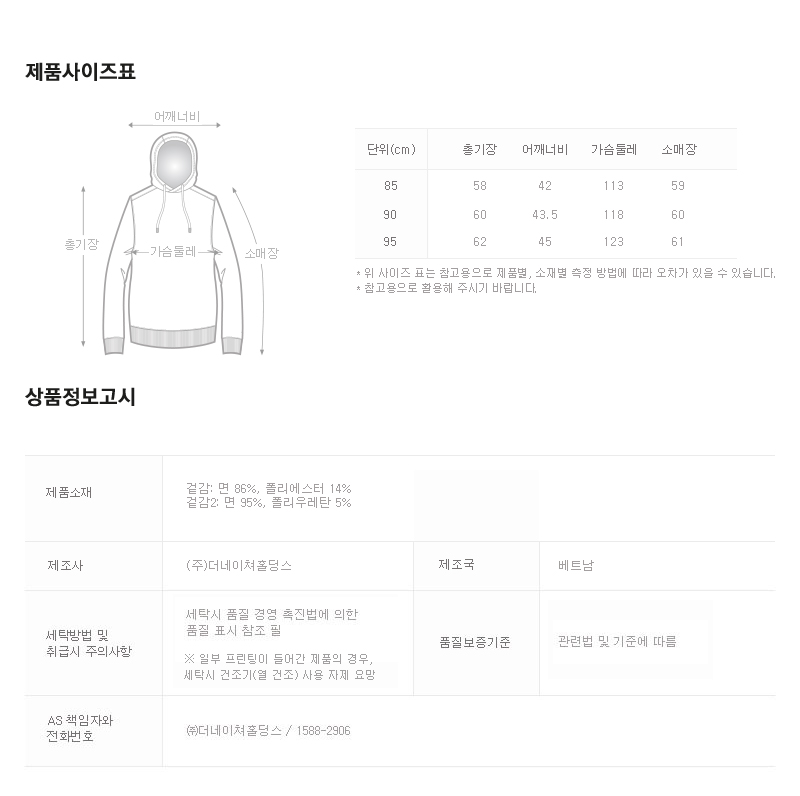 제품사이즈표
어깨너비
총기장
가슴둘레
소매장
단위(cm) 총기장 어깨너비 가슴둘레 소매장
85 58 42 113 59
90 60 43.5 118 60
95 62 45 123 61
* 위 사이즈 표는 참고용으로 제품별, 소재별 측정 방법에 따라 오차가 있을 수 있습니다.
* 참고용으로 활용해 주시기 바랍니다.
상품정보고시
제품소재
겉감: 면 86%, 폴리에스터 14%
겉감2: 면 95%, 폴리우레탄 5%
제조사 (주)더네이쳐홀딩스 제조국 베트남
세탁방법 및
취급시 주의사항
세탁시 품질 경영 촉진법에 의한
품질 표시 참조 필
※ 일부 프린팅이 들어간 제품의 경우,
세탁시 건조기(열 건조) 사용 자제 요망
품질보증기준 관련법 및 기준에 따름
AS 책임자와
전화번호
㈜더네이쳐홀딩스 / 1588-2906